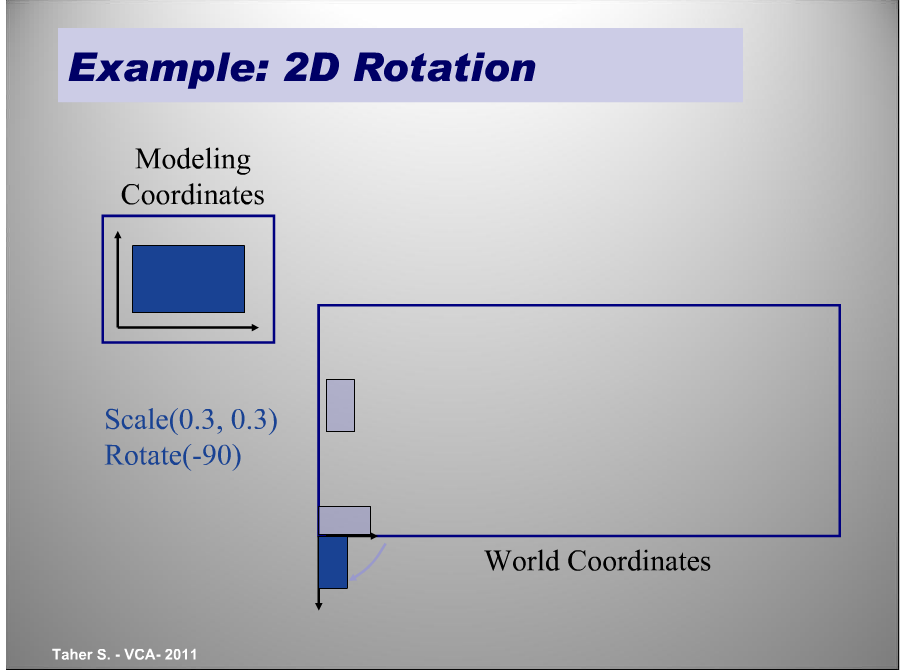 Example: 2D Rotation
Modeling
Coordinates
Scale(0.3, 0.3)
Rotate(-90)
World Coordinates
Taher S. - VCA- 2011